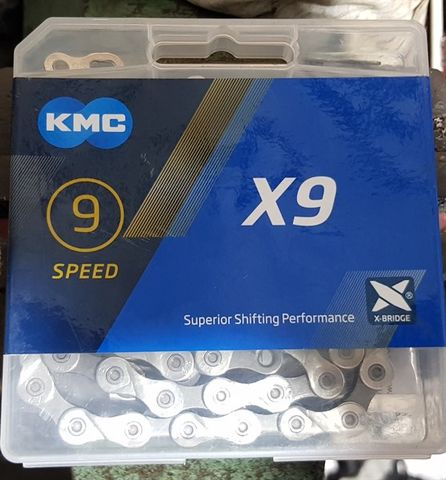 KMC
9
SPEED
X9
Superior Shifting Performance
X-BRIDGE
®